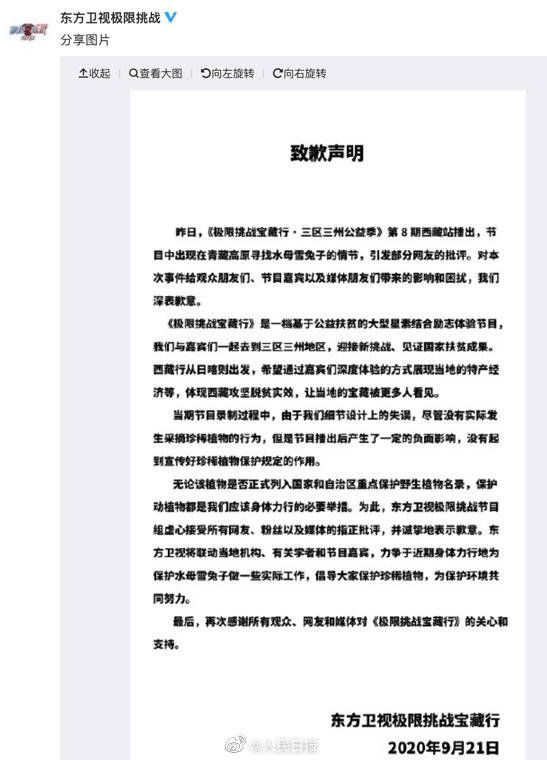 东方卫视极限挑战
分享图片
收起 查看大图 向左旋转 向右旋转
致歉声明
昨日，《极限挑战宝藏行·三区三州公益季》第8期西藏站播出，节
目中出现在青藏高原寻找水母雪兔子的情节，引发部分网友的批评。对本
次事件给观众朋友们、节目嘉宾以及媒体朋友们带来的影响和困扰，我们
深表歉意。
《极限挑战宝藏行》是一档基于公益扶贫的大型星素结合励志体验节目，
我们与嘉宾们一起去到三区三州地区，迎接新挑战、见证国家扶贫成果。
西藏行从日喀则出发，希望通过嘉宾们深度体验的方式展现当地的特产经
济等，体现西藏攻坚脱贫实效，让当地的宝藏被更多人看见。
当期节目录制过程中，由于我们细节设计上的失误，尽管没有实际发
生采摘珍稀植物的行为，但是节目播出后产生了一定的负面影响，没有起
到宣传好珍稀植物保护规定的作用。
无论该植物是否正式列入国家和自治区重点保护野生植物名录，保护
动植物都是我们应该身体力行的必要举措。为此，东方卫视极限挑战节目
组虚心接受所有网友、粉丝以及媒体的指正批评，并诚挚地表示歉意。东
方卫视将联动当地机构、有关学者和节目嘉宾，力争于近期身体力行地为
保护水母雪兔子做一些实际工作，倡导大家保护珍稀植物，为保护环境共
同努力。
最后，再次感谢所有观众、网友和媒体对《极限挑战宝藏行》的关心和
支持。
东方卫视极限挑战宝藏行
2020年9月21日
@人民日报